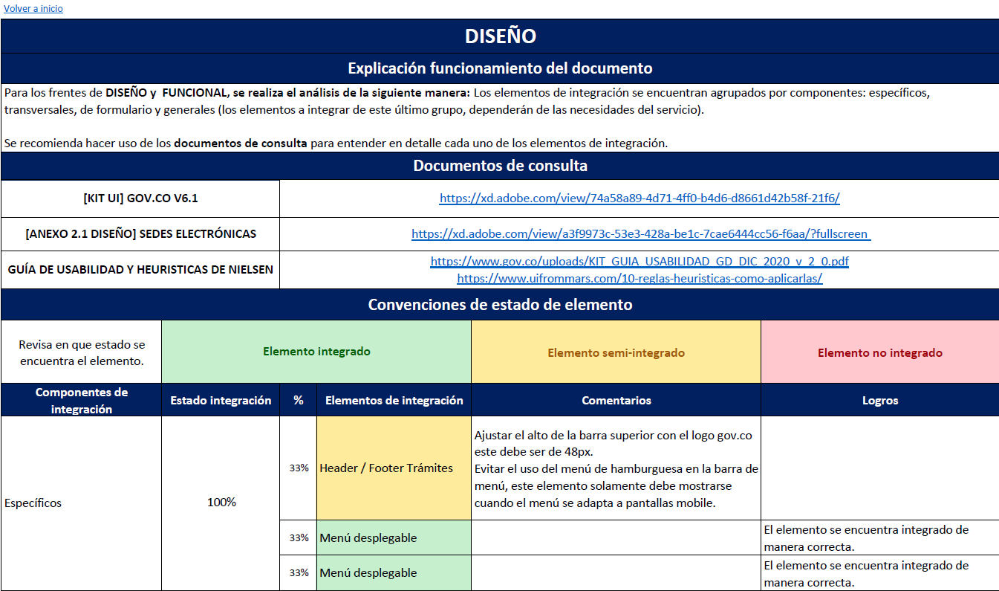 Volver a inicio
DISEÑO
Explicación funcionamiento del documento
Para los frentes de DISEÑO y  FUNCIONAL, se realiza el análisis de la siguiente manera: Los elementos de integración se encuentran agrupados por componentes: específicos,
transversales, de formulario y generales (los elementos a integrar de este último grupo, dependerán de las necesidades del servicio).
Se recomienda hacer uso de los documentos de consulta para entender en detalle cada uno de los elementos de integración.
Documentos de consulta
[KIT UI] GOV.CO V6.1
https://xd.adobe.com/view/74a58a89-4d71-4ff0-b4d6-d8661d42b58f-21f6/
[ANEXO 2.1 DISEÑO] SEDES ELECTRÓNICAS
https://xd.adobe.com/view/a3f9973c-53e3-428a-be1c-7cae6444cc56-f6aa/?fullscreen
GUÍA DE USABILIDAD Y HEURISTICAS DE NIELSEN
https://www.gov.co/uploads/KIT_GUIA_USABILIDAD_GD_DIC_2020_v_2_0.pdf
https://www.uifrommars.com/10-reglas-heuristicas-como-aplicarlas/
Convenciones de estado de elemento
Revisa en que estado se
encuentra el elemento.
Elemento integrado
Elemento semi-integrado
Elemento no integrado
Componentes de
integración
Estado integración
%
Elementos de integración
Comentarios
Logros
Específicos
100%
33%
Header / Footer Trámites
Ajustar el alto de la barra superior con el logo gov.co
este debe ser de 48px.
Evitar el uso del menú de hamburguesa en la barra de
menú, este elemento solamente debe mostrarse
cuando el menú se adapta a pantallas mobile.
33%
Menú desplegable
El elemento se encuentra integrado de
manera correcta.
33%
Menú desplegable
El elemento se encuentra integrado de
manera correcta.